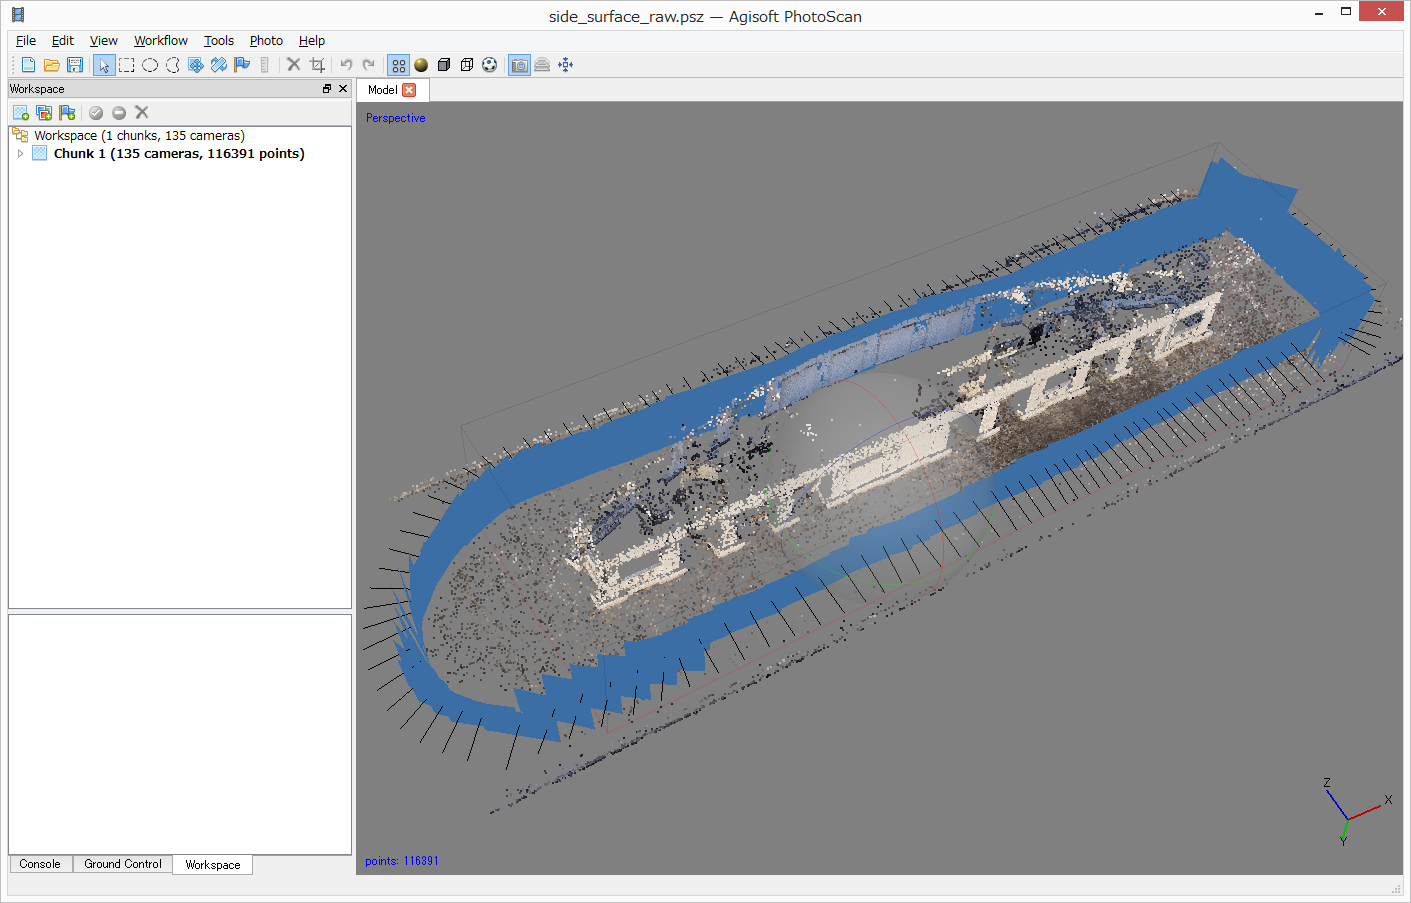 side_surface_raw.psz — Agisoft PhotoScan
File Edit View Workflow Tools Photo Help
Workspace
Model
Workspace (1 chunks, 135 cameras)
Chunk 1 (135 cameras, 116391 points)
Perspective
Z
X
Y
points: 116391
Console Ground Control Workspace